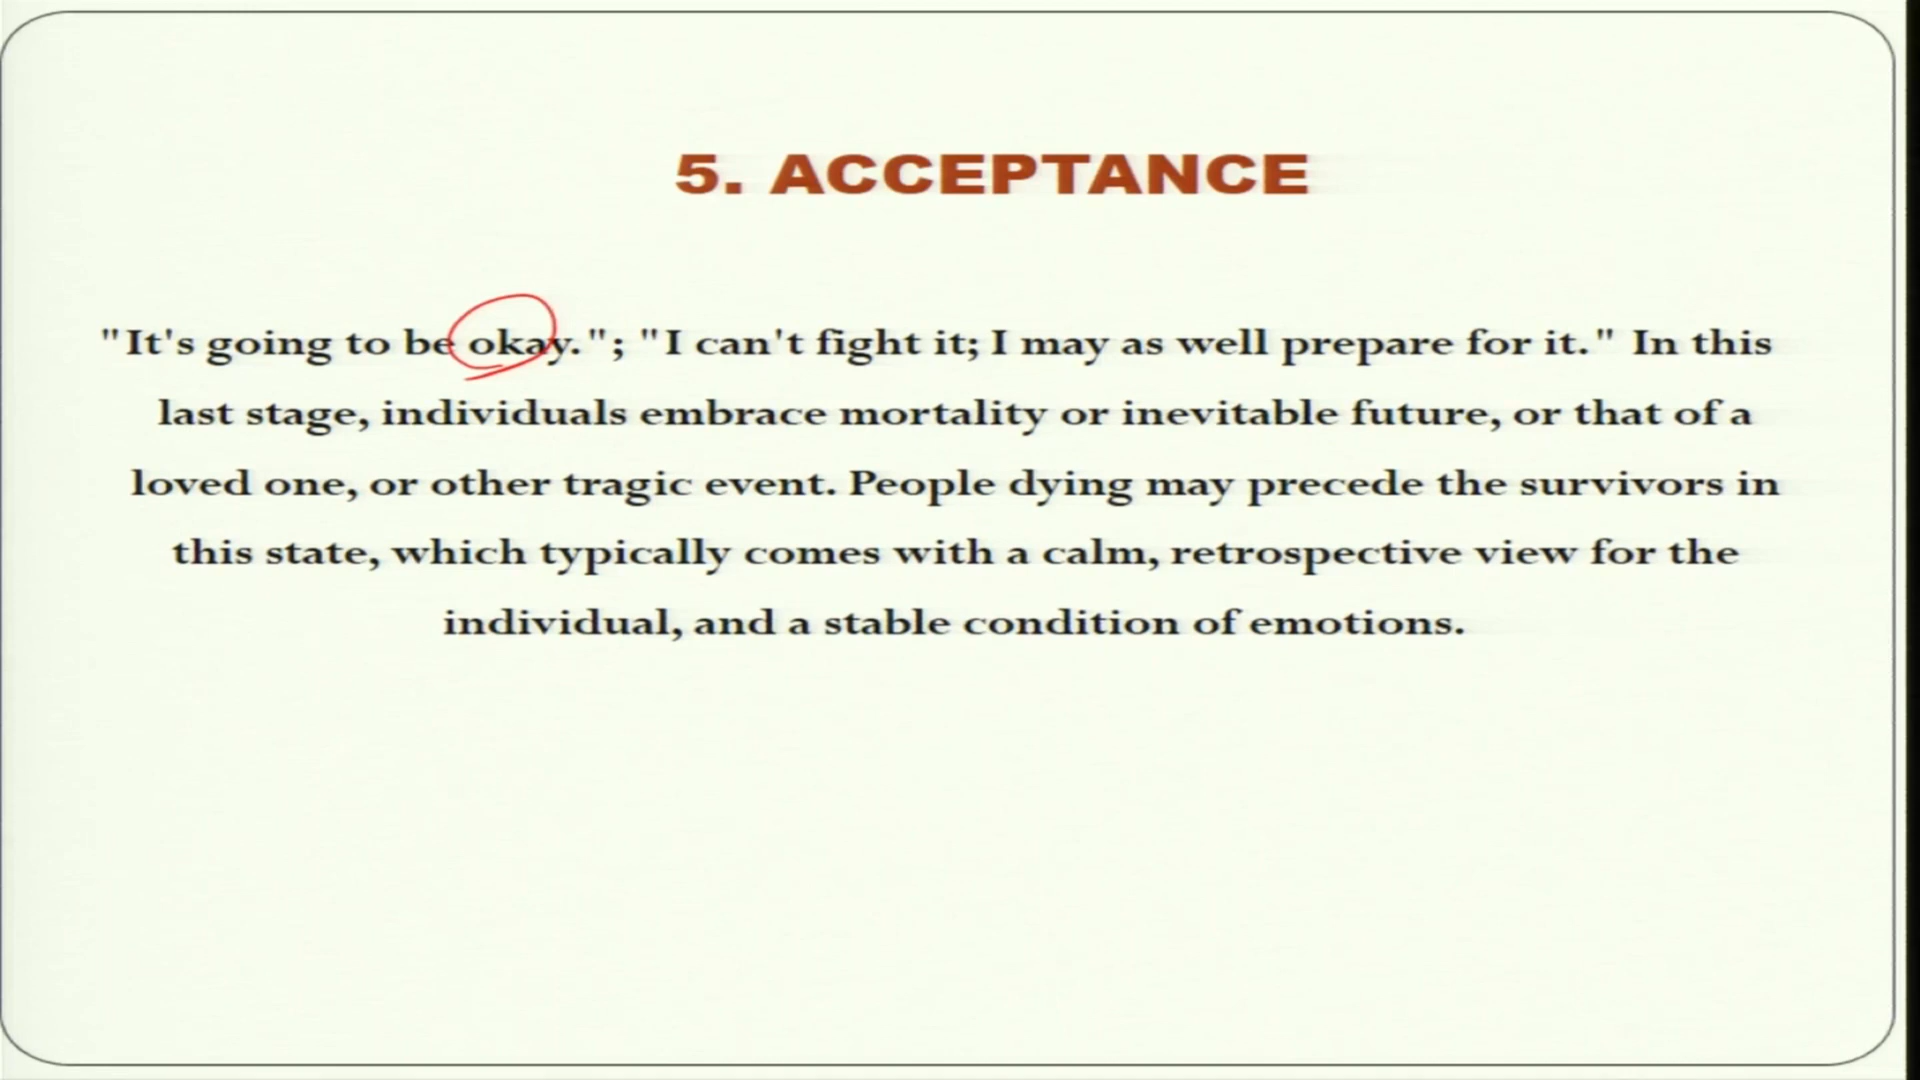 5. ACCEPTANCE
"It's going to be okay."; "I can't fight it; I may as well prepare for it." In this
last stage, individuals embrace mortality or inevitable future, or that of a
loved one, or other tragic event. People dying may precede the survivors in
this state, which typically comes with a calm, retrospective view for the
individual, and a stable condition of emotions.